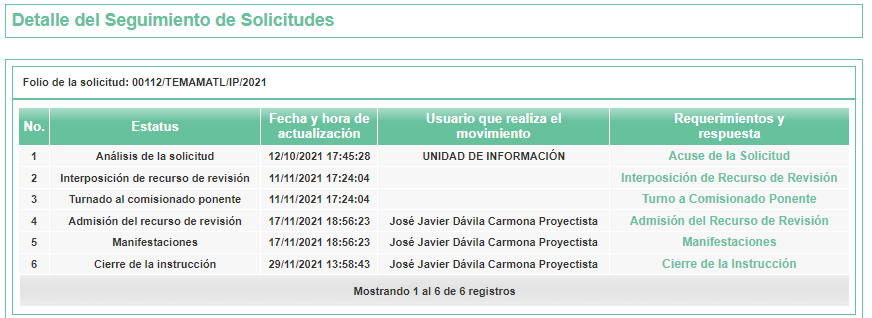 Detalle del Seguimiento de Solicitudes
Folio de la solicitud: 00112/TEMAMATL/IP/2021
No. Estatus Fecha y hora de actualización Usuario que realiza el movimiento Requerimientos y respuesta
1 Análisis de la solicitud 12/10/2021 17:45:28 UNIDAD DE INFORMACIÓN Acuse de la Solicitud
2 Interposición de recurso de revisión 11/11/2021 17:24:04 Interposición de Recurso de Revisión
3 Turnado al comisionado ponente 11/11/2021 17:24:04 Turno a Comisionado Ponente
4 Admisión del recurso de revisión 17/11/2021 18:56:23 José Javier Dávila Carmona Proyectista Admisión del Recurso de Revisión
5 Manifestaciones 17/11/2021 18:56:23 José Javier Dávila Carmona Proyectista Manifestaciones
6 Cierre de la instrucción 29/11/2021 13:58:43 José Javier Dávila Carmona Proyectista Cierre de la Instrucción
Mostrando 1 al 6 de 6 registros